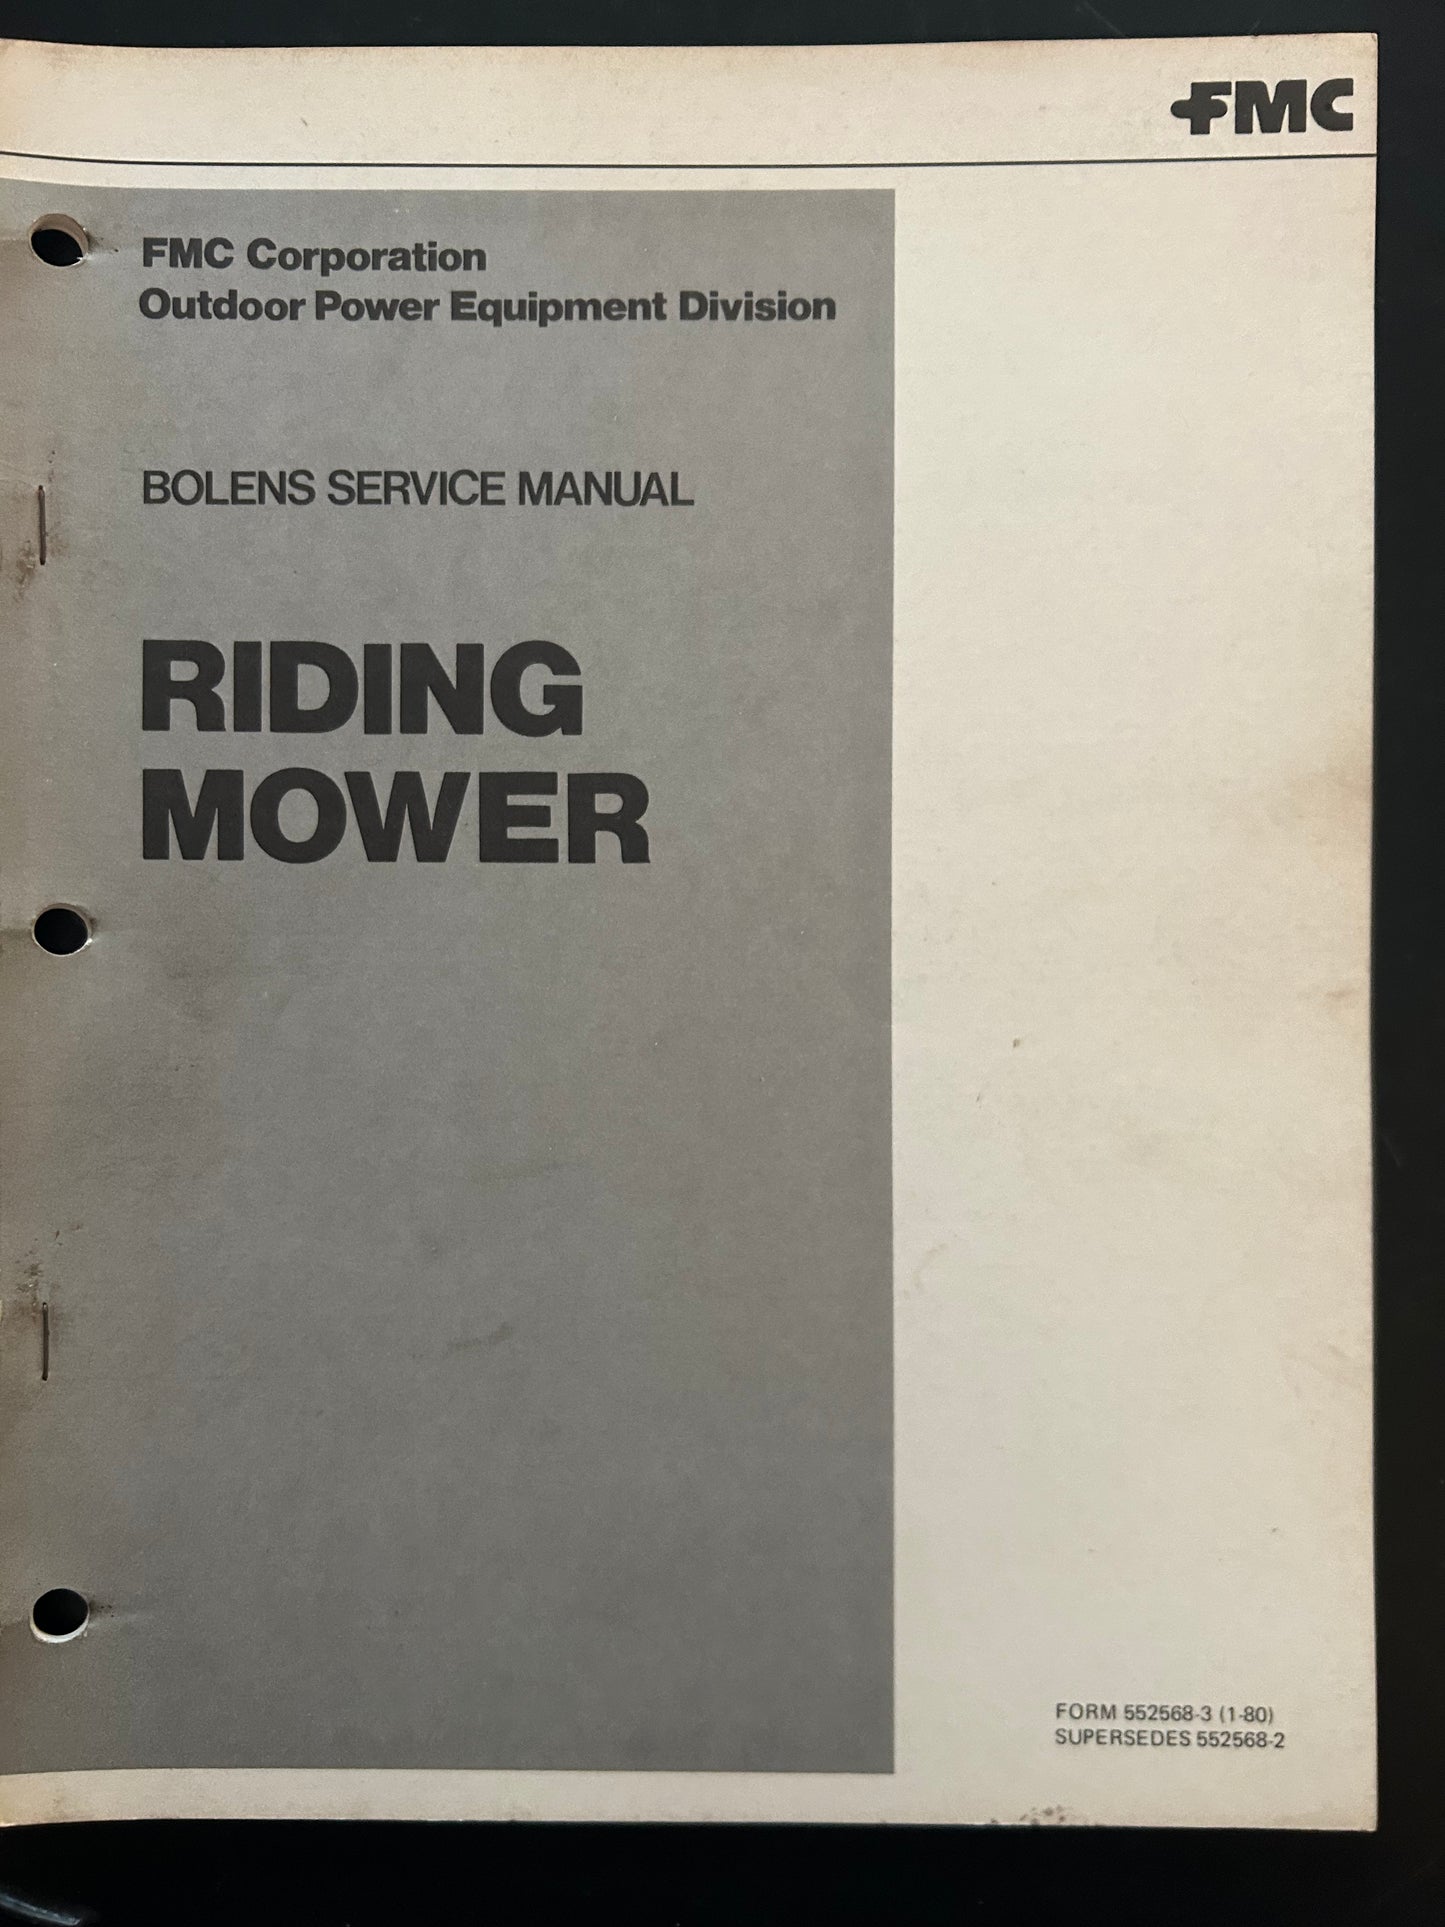 FMC
FMC Corporation
Outdoor Power Equipment Division
BOLENS SERVICE MANUAL
RIDING
MOWER
FORM 552568-3 (1-80)
SUPERSEDES 552568-2